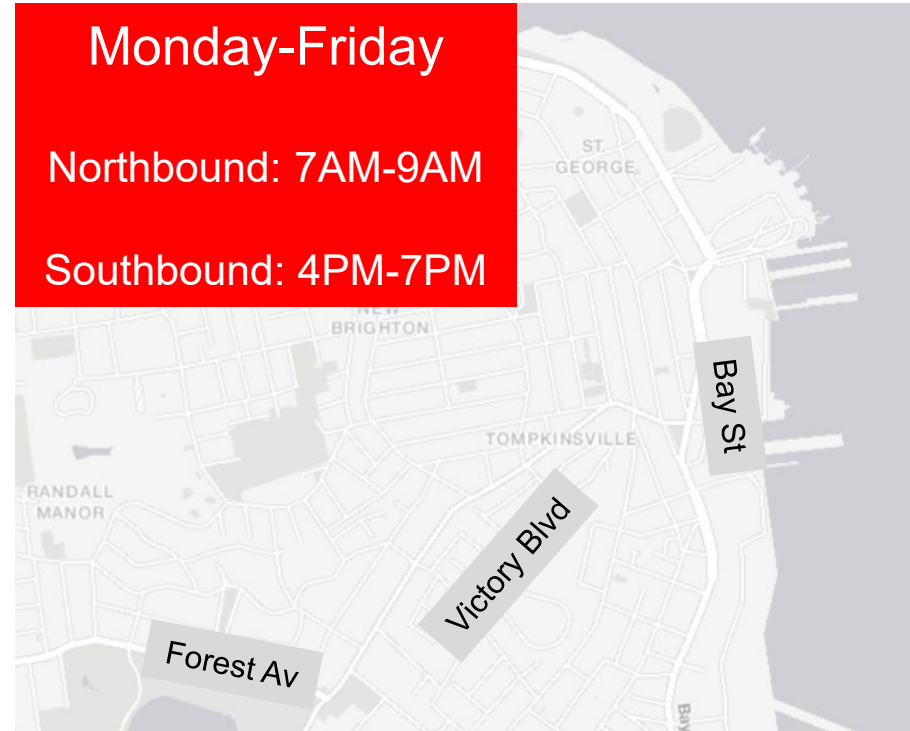 Monday-Friday
Northbound: 7AM-9AM
Southbound: 4PM-7PM
ST.
GEORGE
NEW
BRIGHTON
Bay St
TOMPKINSVILLE
RANDALL
MANOR
Victory Blvd
Forest Av
Bay